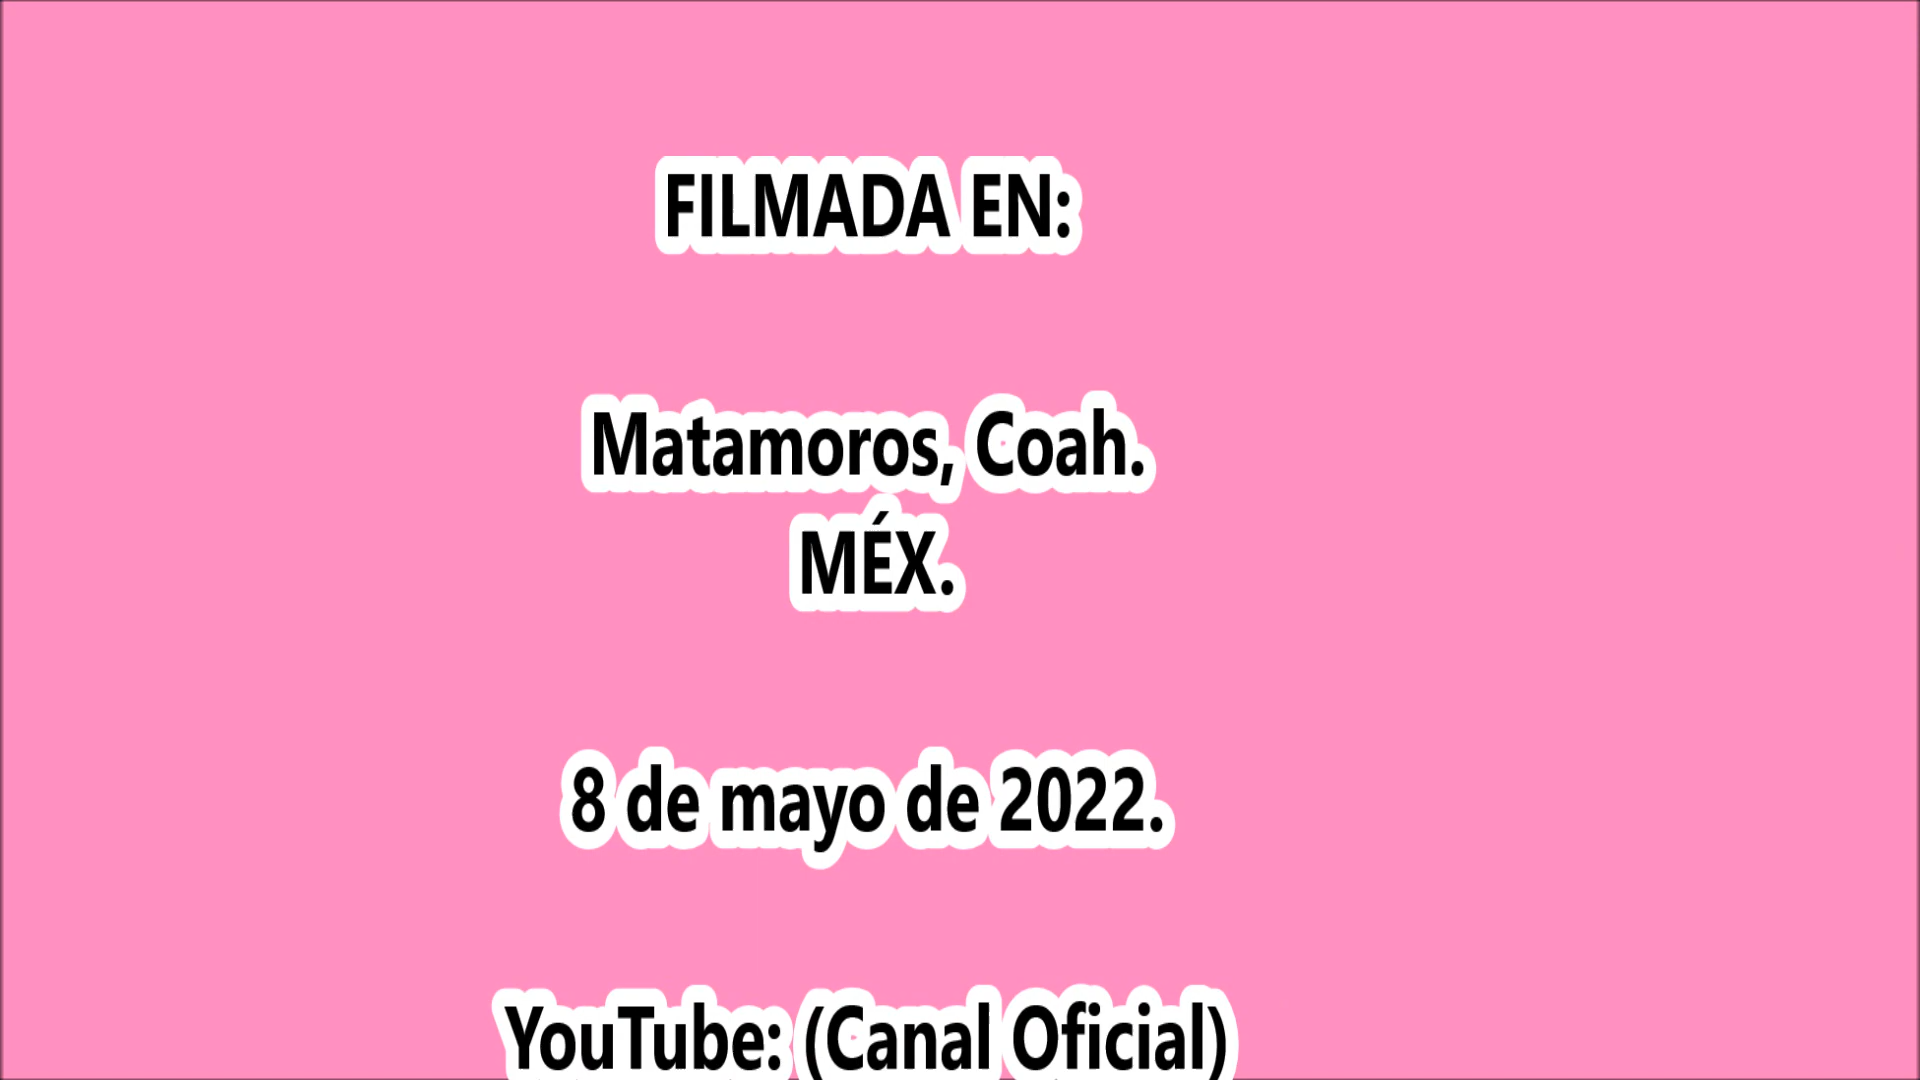 FILMADA EN:
Matamoros, Coah.
MÉX.
8 de mayo de 2022.
YouTube: (Canal Oficial)